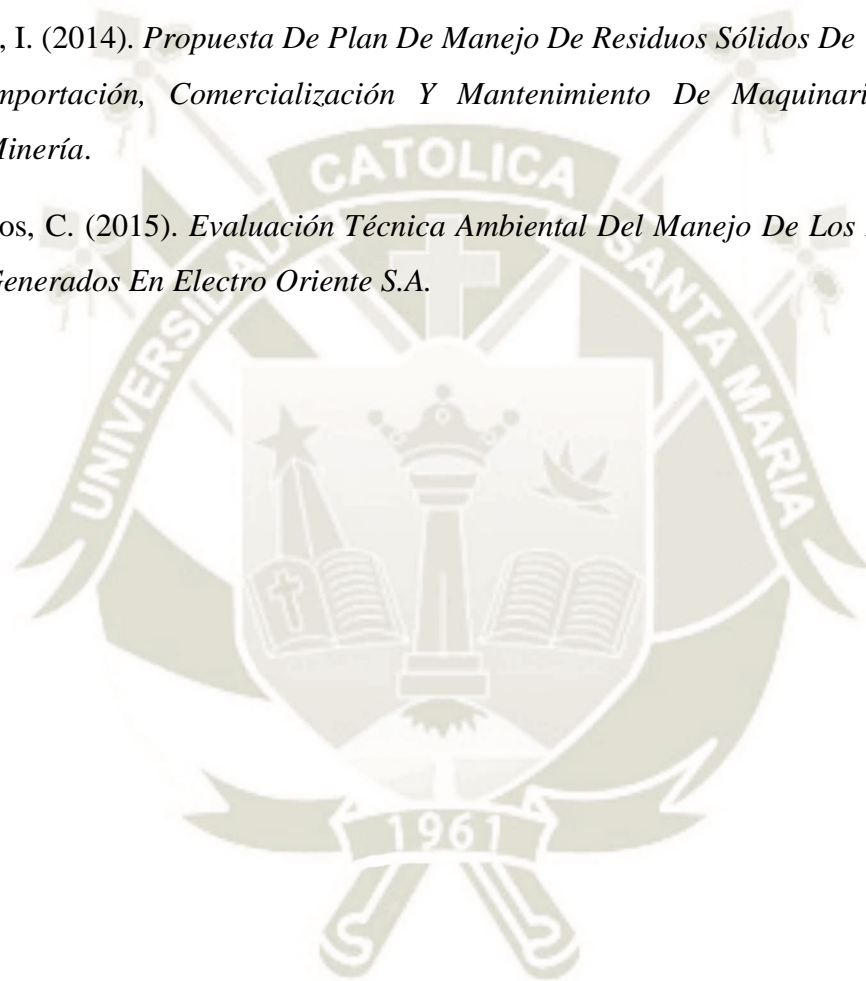 , I. (2014). Propuesta De Plan De Manejo De Residuos Sólidos De
mportación, Comercialización Y Mantenimiento De Maquinari
Minería.
os, C. (2015). Evaluación Técnica Ambiental Del Manejo De Los
Generados En Electro Oriente S.A.
UNIVERSIDAD CATOLICA SANTA MARIA
1961